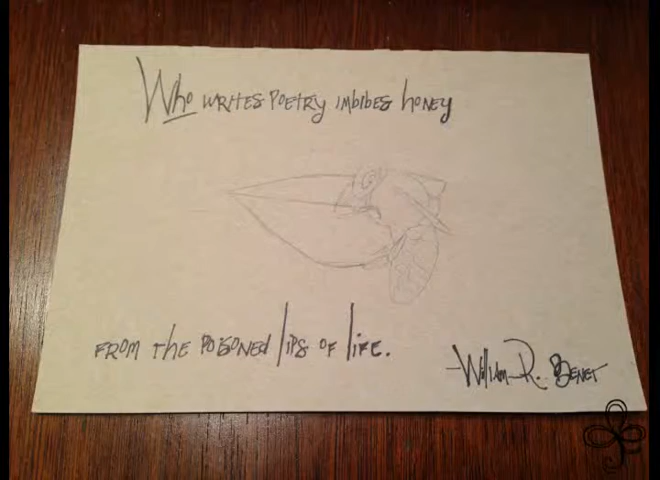 Who writes poetry imbibes honey
from the poisoned lips of life.
-William R. Benet